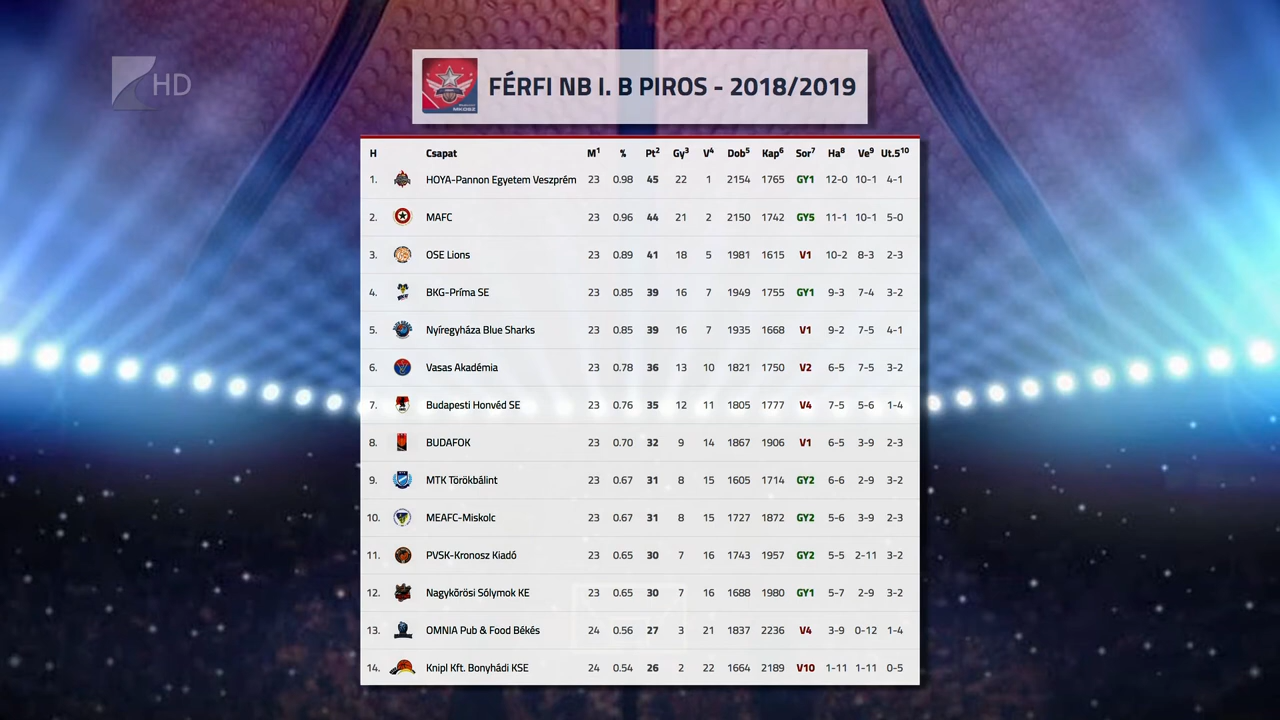 HD
FÉRFI NB I. B PIROS - 2018/2019
H Csapat M¹ % Pt² Gy³ V⁴ Dob⁵ Kap⁶ Sor⁷ Ha⁸ Ve⁹ Ut.5¹⁰
1. HOYA-Pannon Egyetem Veszprém 23 0.98 45 22 1 2154 1765 GY1 12-0 10-1 4-1
2. MAFC 23 0.96 44 21 2 2150 1742 GY5 11-1 10-1 5-0
3. OSE Lions 23 0.89 41 18 5 1981 1615 V1 10-2 8-3 2-3
4. BKG-Príma SE 23 0.85 39 16 7 1949 1755 GY1 9-3 7-4 3-2
5. Nyíregyháza Blue Sharks 23 0.85 39 16 7 1935 1668 V1 9-2 7-5 4-1
6. Vasas Akadémia 23 0.78 36 13 10 1821 1750 V2 6-5 7-5 3-2
7. Budapesti Honvéd SE 23 0.76 35 12 11 1805 1777 V4 7-5 5-6 1-4
8. BUDAFOK 23 0.70 32 9 14 1867 1906 V1 6-5 3-9 2-3
9. MTK Törökbálint 23 0.67 31 8 15 1605 1714 GY2 6-6 2-9 3-2
10. MEAFC-Miskolc 23 0.67 31 8 15 1727 1872 GY2 5-6 3-9 2-3
11. PVSK-Kronosz Kiadó 23 0.65 30 7 16 1743 1957 GY2 5-5 2-11 3-2
12. Nagykőrösi Sólymok KE 23 0.65 30 7 16 1688 1980 GY1 5-7 2-9 3-2
13. OMNIA Pub & Food Békés 24 0.56 27 3 21 1837 2236 V4 3-9 0-12 1-4
14. Knipl Kft. Bonyhádi KSE 24 0.54 26 2 22 1664 2189 V10 1-11 1-11 0-5